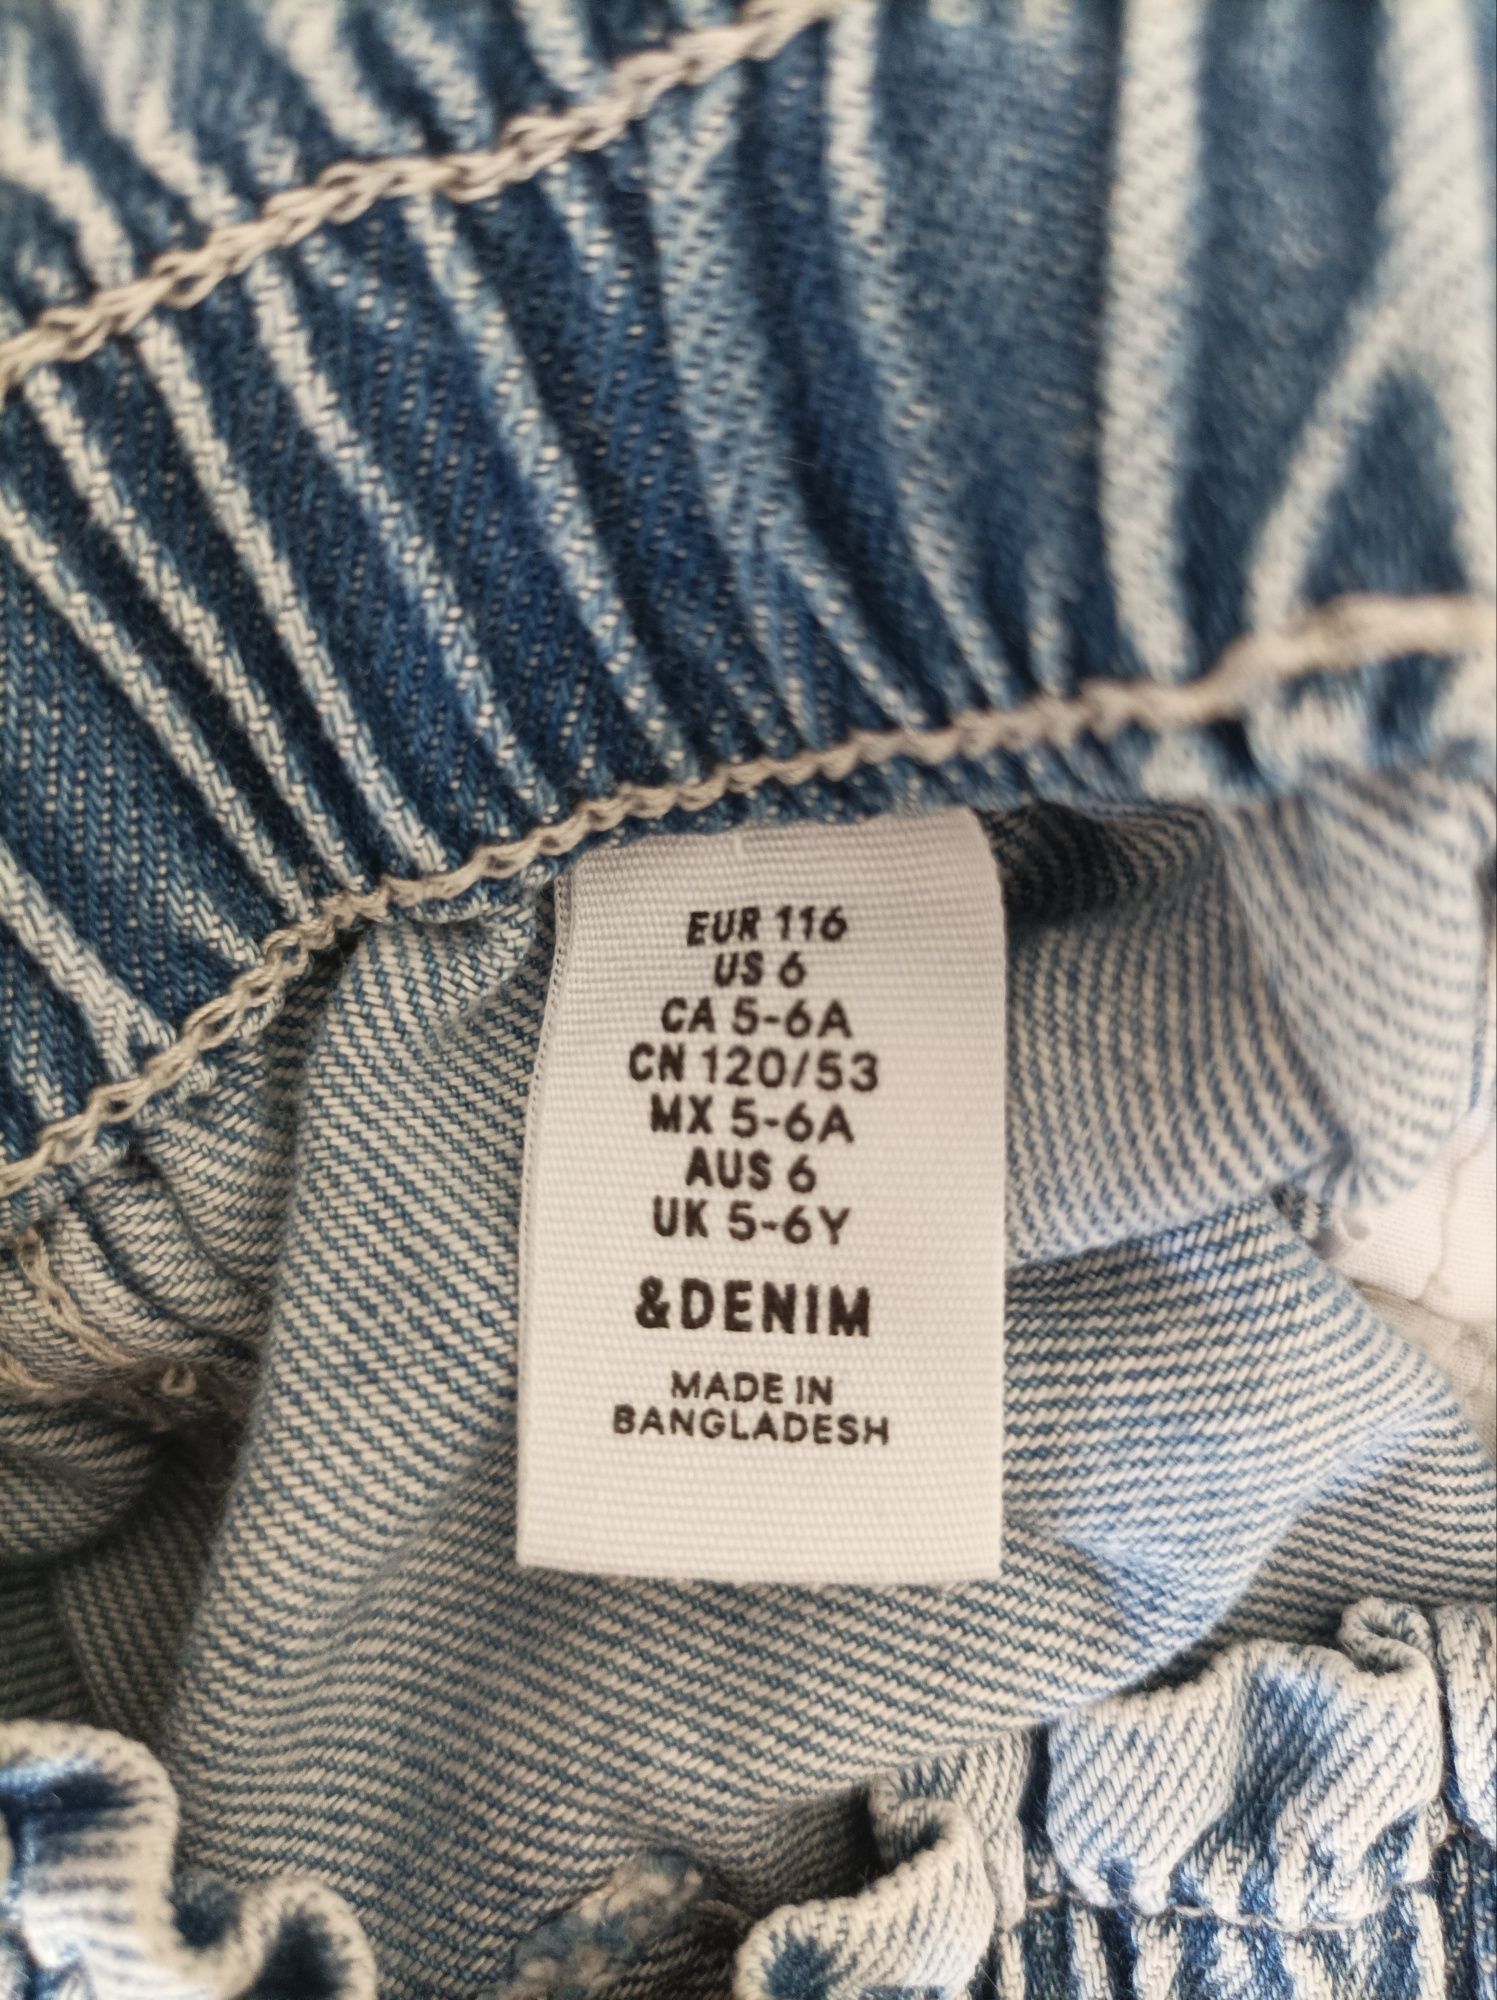 EUR 116
US 6
CA 5-6A
CN 120/53
MX 5-6A
AUS 6
UK 5-6Y
&DENIM
MADE IN
BANGLADESH